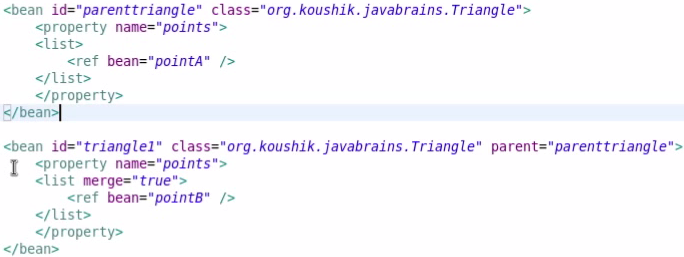 <bean id="parenttriangle" class="org.koushik.javabrains.Triangle">
<property name="points">
<list>
<ref bean="pointA" />
</list>
</property>
</bean>
<bean id="triangle1" class="org.koushik.javabrains.Triangle" parent="parenttriangle">
<property name="points">
<list merge="true">
<ref bean="pointB" />
</list>
</property>
</bean>